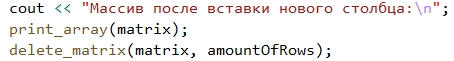 cout << "Массив после вставки нового столбца:\n";
print_array(matrix);
delete_matrix(matrix, amountOfRows);